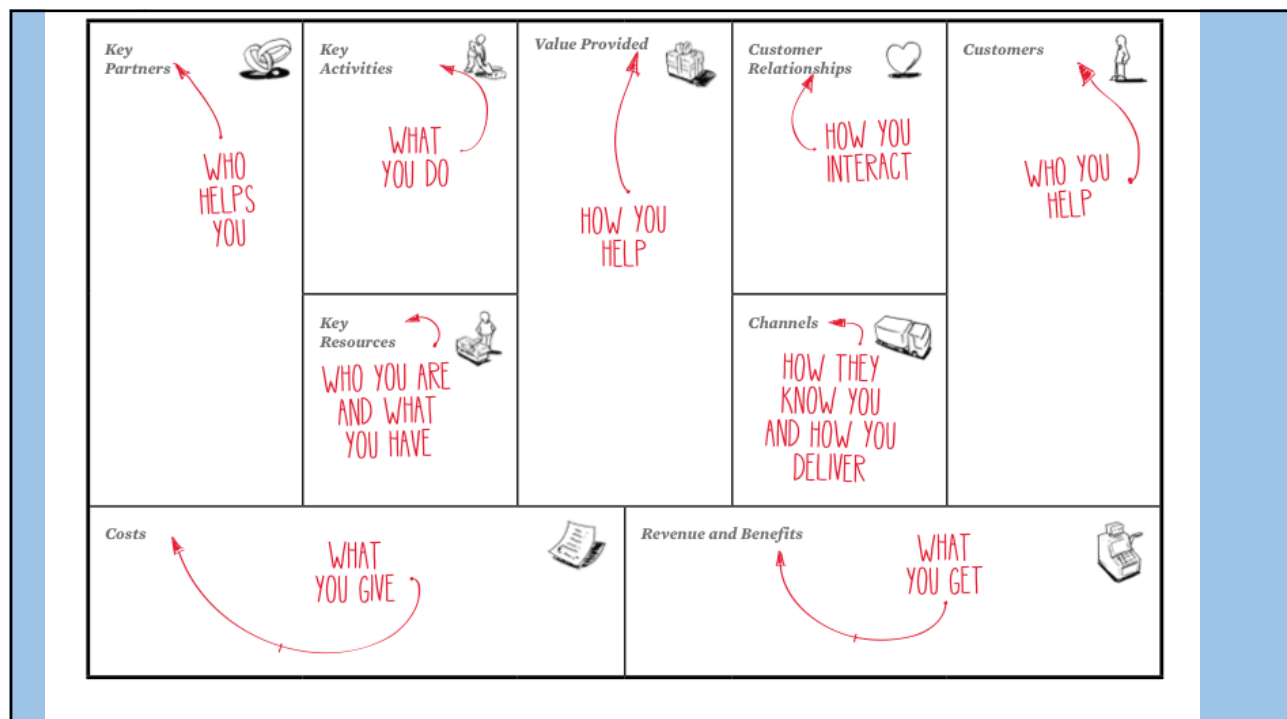 Key
Partners
WHO
HELPS
YOU
Key
Activities
WHAT
YOU DO
Key
Resources
WHO YOU ARE
AND WHAT
YOU HAVE
Value Provided
HOW YOU
HELP
Customer
Relationships
HOW YOU
INTERACT
Channels
HOW THEY
KNOW YOU
AND HOW YOU
DELIVER
Customers
WHO YOU
HELP
Costs
WHAT
YOU GIVE
Revenue and Benefits
WHAT
YOU GET